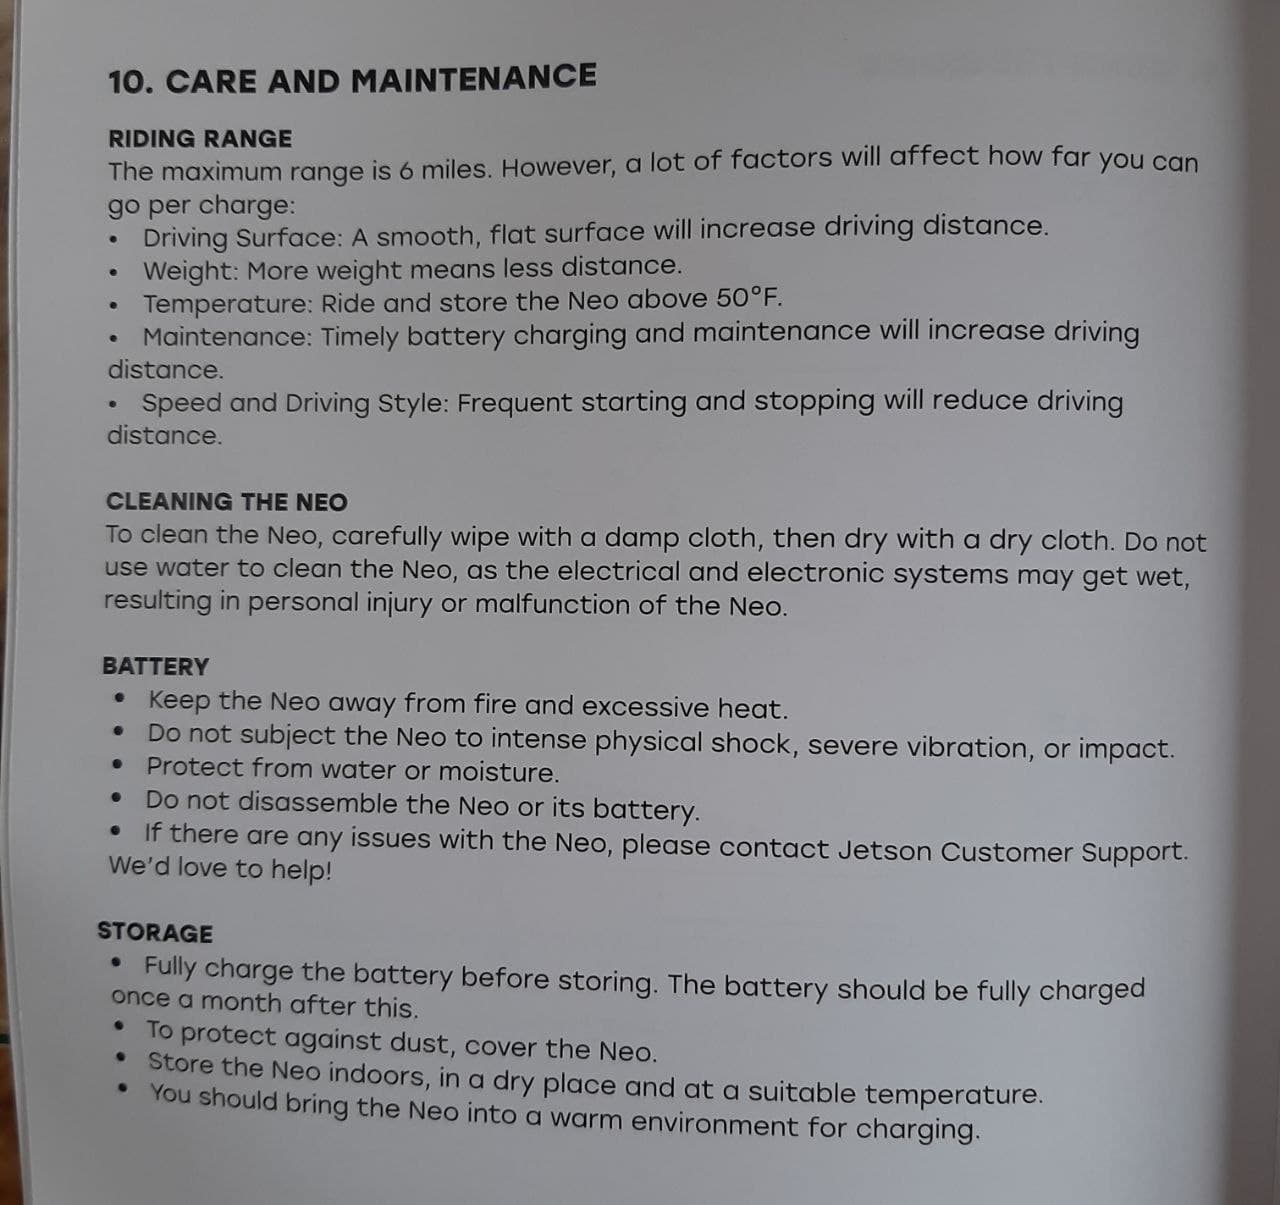 10. CARE AND MAINTENANCE
RIDING RANGE
The maximum range is 6 miles. However, a lot of factors will affect how far you can
go per charge:
• Driving Surface: A smooth, flat surface will increase driving distance.
• Weight: More weight means less distance.
• Temperature: Ride and store the Neo above 50°F.
• Maintenance: Timely battery charging and maintenance will increase driving
distance.
• Speed and Driving Style: Frequent starting and stopping will reduce driving
distance.
CLEANING THE NEO
To clean the Neo, carefully wipe with a damp cloth, then dry with a dry cloth. Do not
use water to clean the Neo, as the electrical and electronic systems may get wet,
resulting in personal injury or malfunction of the Neo.
BATTERY
• Keep the Neo away from fire and excessive heat.
• Do not subject the Neo to intense physical shock, severe vibration, or impact.
• Protect from water or moisture.
• Do not disassemble the Neo or its battery.
• If there are any issues with the Neo, please contact Jetson Customer Support.
We'd love to help!
STORAGE
• Fully charge the battery before storing. The battery should be fully charged
once a month after this.
• To protect against dust, cover the Neo.
• Store the Neo indoors, in a dry place and at a suitable temperature.
• You should bring the Neo into a warm environment for charging.